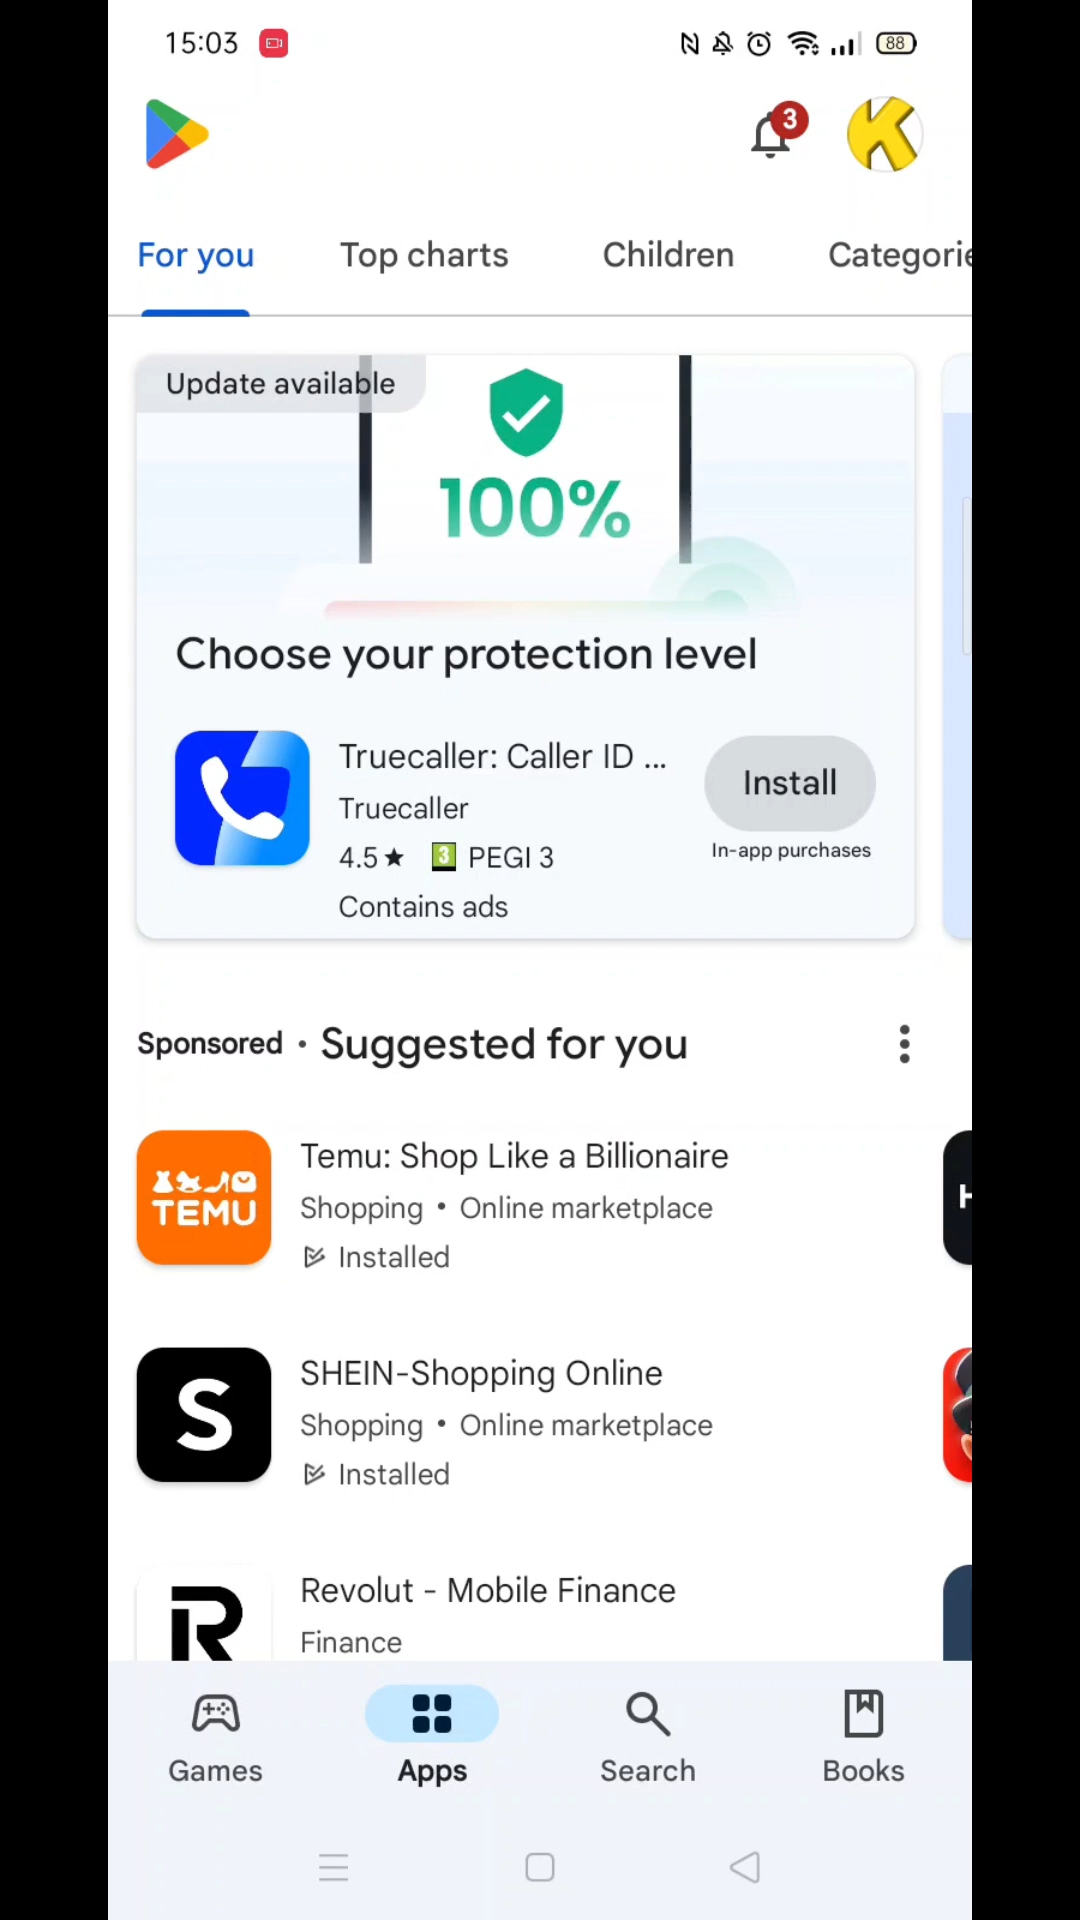 15:03
88
3
For you
Top charts
Children
Categorie
Update available
100%
Choose your protection level
Truecaller: Caller ID ...
Truecaller
4.5★ 3 PEGI 3
Contains ads
Install
In-app purchases
Sponsored • Suggested for you
TEMU
Temu: Shop Like a Billionaire
Shopping • Online marketplace
Installed
H
S
SHEIN-Shopping Online
Shopping • Online marketplace
Installed
R
Revolut - Mobile Finance
Finance
Games
Apps
Search
Books